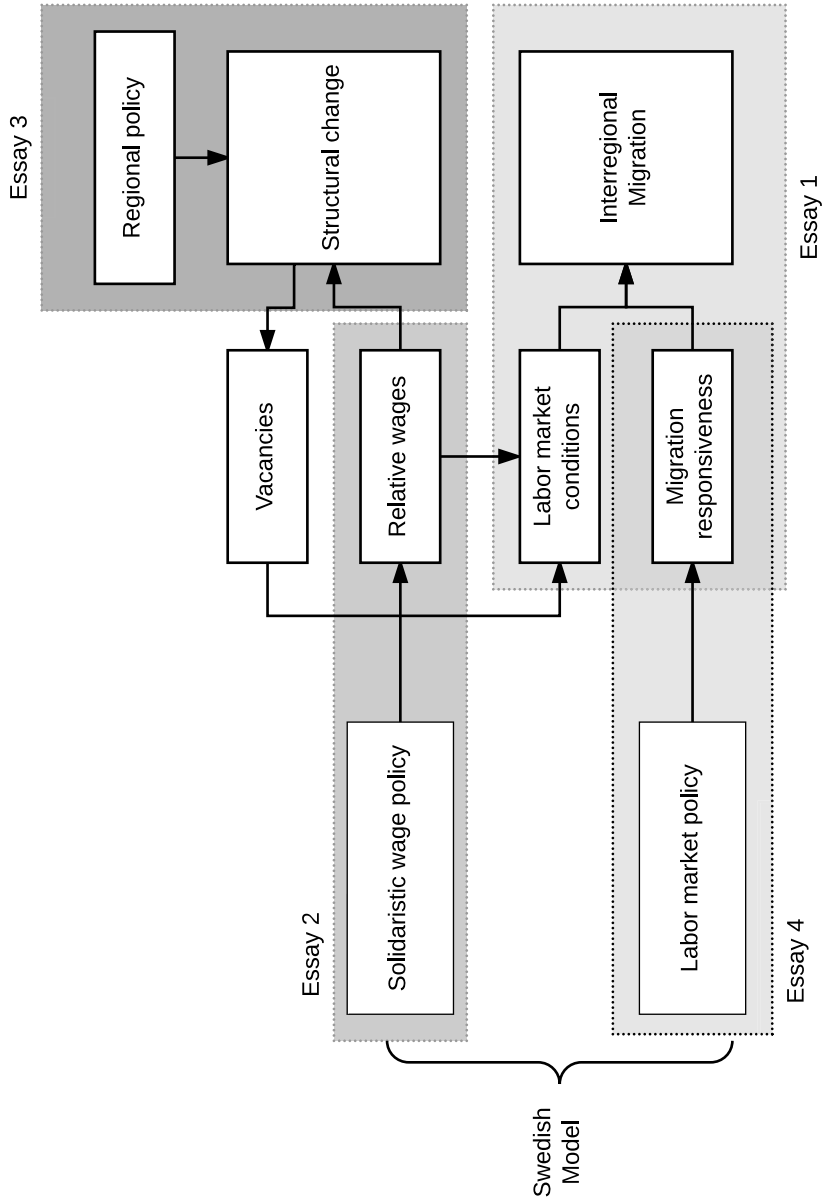 Essay 3
Regional policy
Vacancies
Structural change
Essay 2
Solidaristic wage policy
Relative wages
Swedish
Model
Labor market
conditions
Interregional
Migration
Labor market policy
Migration
responsiveness
Essay 4
Essay 1